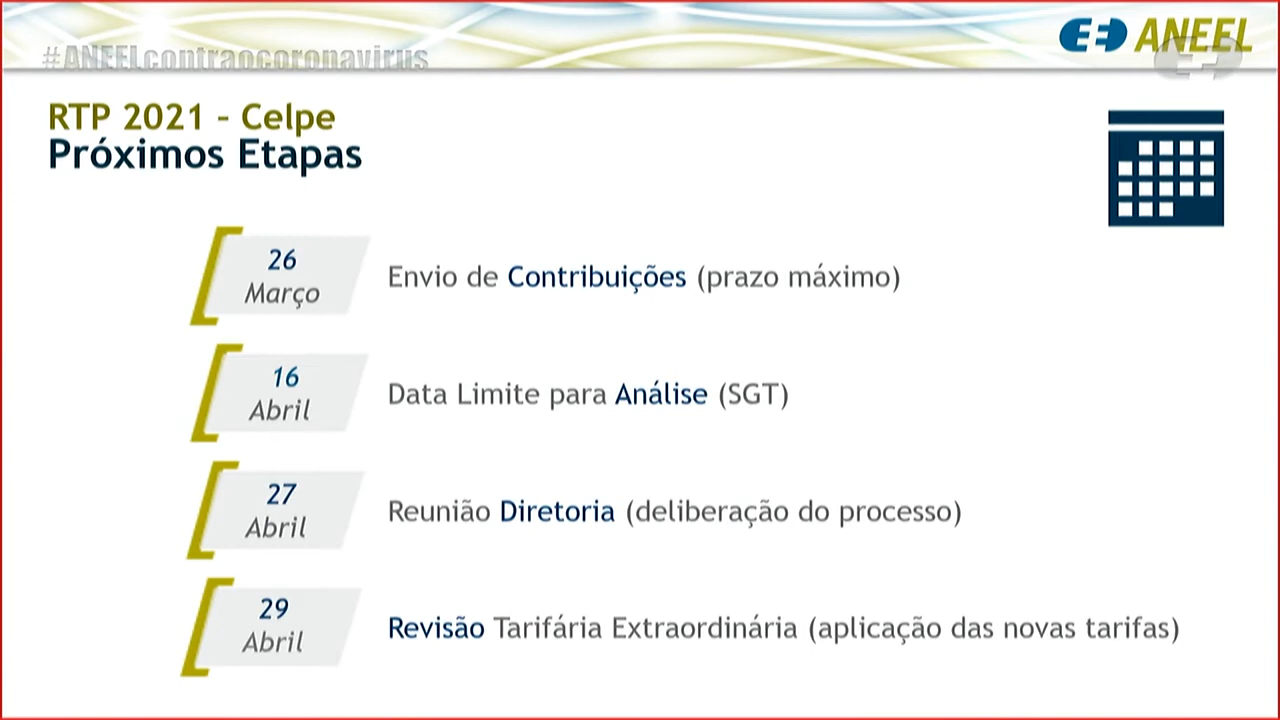 #ANEELcontraocoronavirus
ANEEL
RTP 2021 – Celpe
Próximos Etapas
26
Março
Envio de Contribuições (prazo máximo)
16
Abril
Data Limite para Análise (SGT)
27
Abril
Reunião Diretoria (deliberação do processo)
29
Abril
Revisão Tarifária Extraordinária (aplicação das novas tarifas)